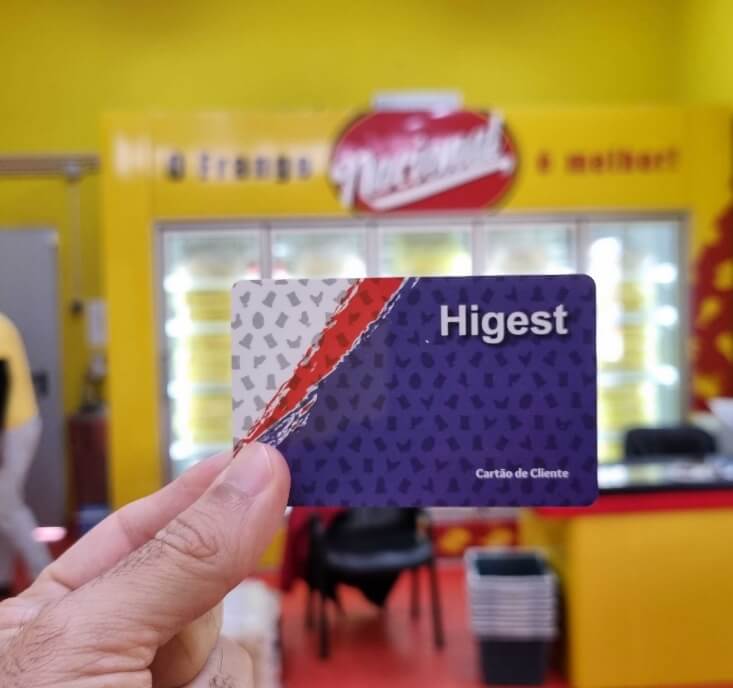 O Frango Nacional é melhor!
Higest
Cartão de Cliente